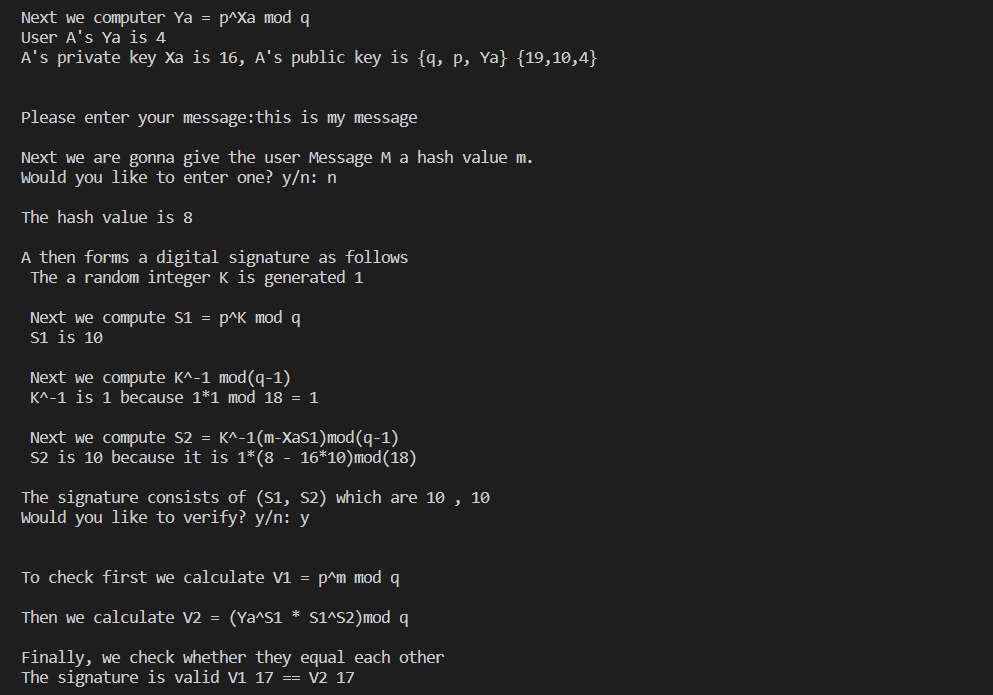 Next we computer Ya = p^Xa mod q
User A's Ya is 4
A's private key Xa is 16, A's public key is {q, p, Ya} {19,10,4}
Please enter your message:this is my message
Next we are gonna give the user Message M a hash value m.
Would you like to enter one? y/n: n
The hash value is 8
A then forms a digital signature as follows
The a random integer K is generated 1
Next we compute S1 = p^K mod q
S1 is 10
Next we compute K^-1 mod(q-1)
K^-1 is 1 because 1*1 mod 18 = 1
Next we compute S2 = K^-1(m-XaS1)mod(q-1)
S2 is 10 because it is 1*(8 - 16*10)mod(18)
The signature consists of (S1, S2) which are 10 , 10
Would you like to verify? y/n: y
To check first we calculate V1 = p^m mod q
Then we calculate V2 = (Ya^S1 * S1^S2)mod q
Finally, we check whether they equal each other
The signature is valid V1 17 == V2 17